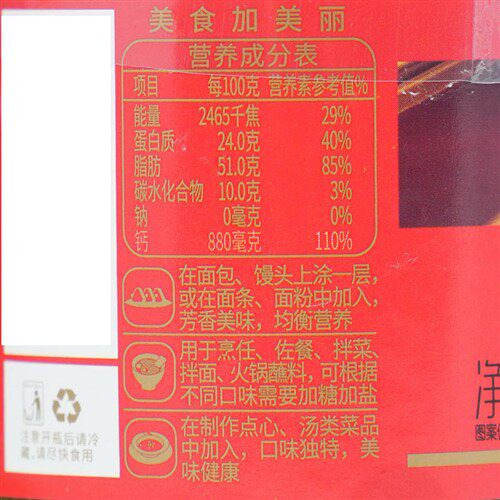 美食加美丽
营养成分表
项目 每100克 营养素参考值%
能量 2465千焦 29%
蛋白质 24.0克 40%
脂肪 51.0克 85%
碳水化合物 10.0克 3%
钠 0毫克 0%
钙 880毫克 110%
在面包、馒头上涂一层,
或在面条、面粉中加入,
芳香美味，均衡营养
用于烹饪、佐餐、拌菜、
拌面、火锅蘸料，可根据
不同口味需要加糖加盐
在制作点心、汤类菜品
中加入，口味独特，美
味健康
注意开瓶后请冷
藏,请尽快食用
净
图案